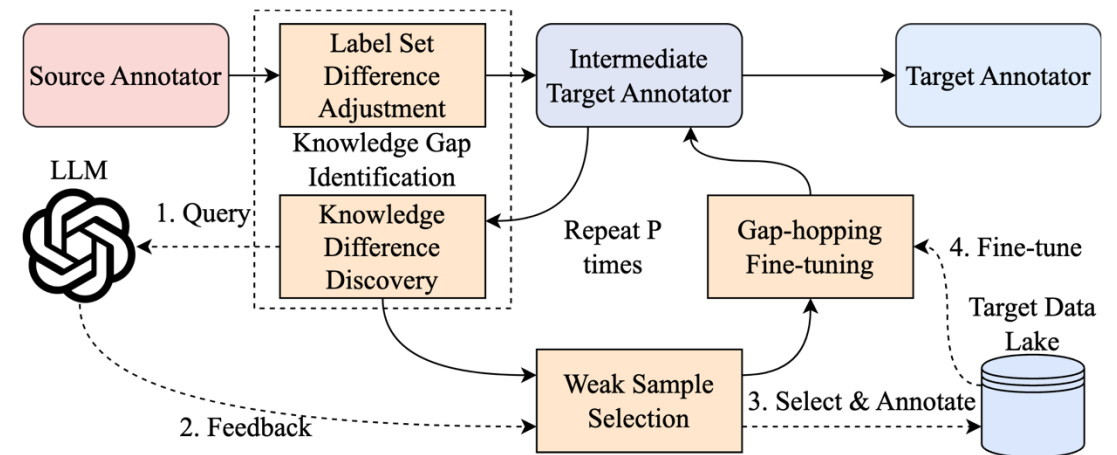 Source Annotator
Label Set
Difference
Adjustment
Intermediate
Target Annotator
Target Annotator
Knowledge Gap
Identification
LLM
1. Query
Knowledge
Difference
Discovery
Repeat P
times
Gap-hopping
Fine-tuning
4. Fine-tune
Target Data
Lake
Weak Sample
Selection
3. Select & Annotate
2. Feedback